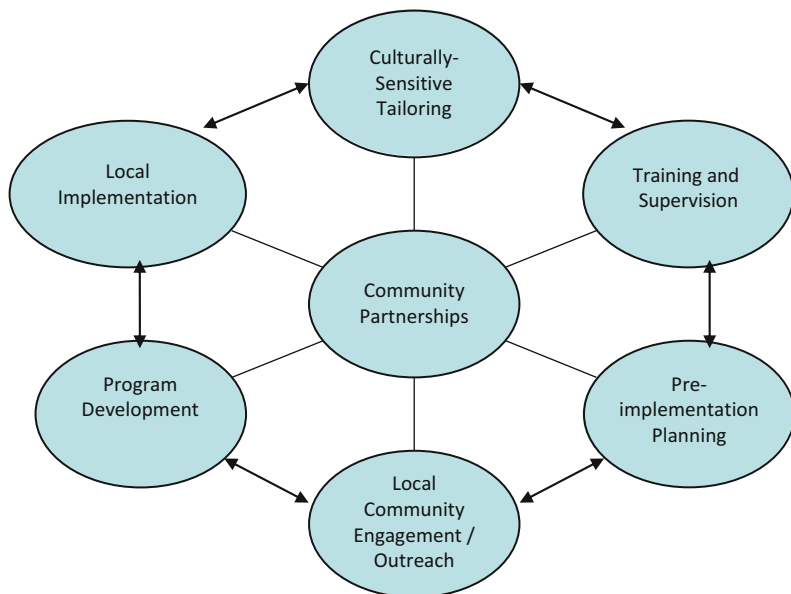 Culturally-
Sensitive
Tailoring
Local
Implementation
Training and
Supervision
Community
Partnerships
Program
Development
Pre-
implementation
Planning
Local
Community
Engagement /
Outreach